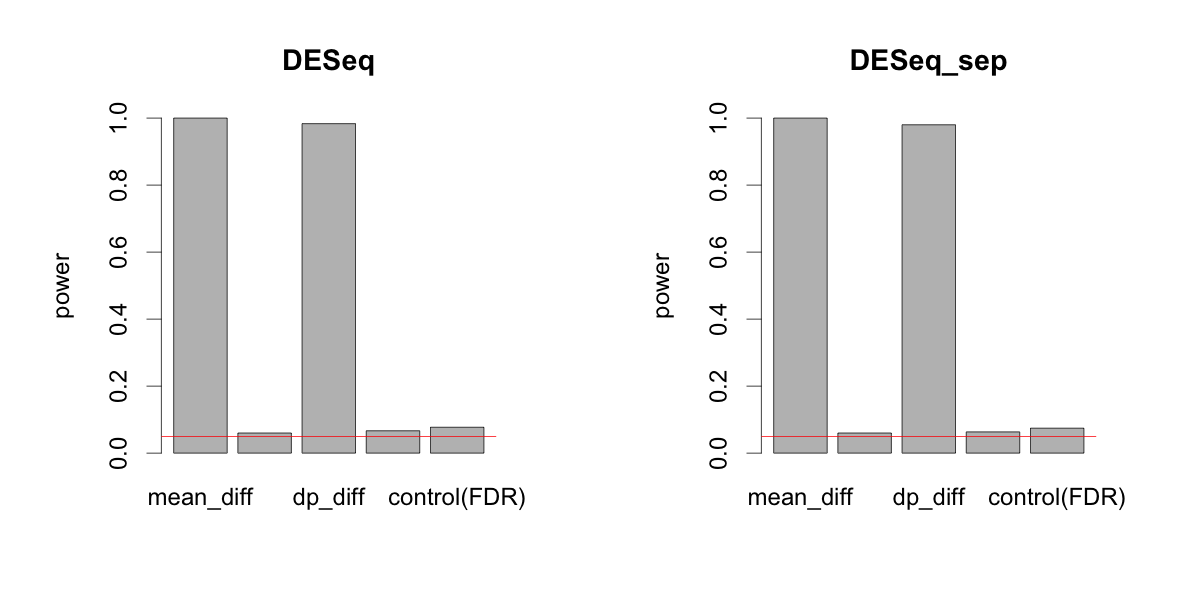 DESeq
power
0.0 0.2 0.4 0.6 0.8 1.0
mean_diff dp_diff control(FDR)
DESeq_sep
power
0.0 0.2 0.4 0.6 0.8 1.0
mean_diff dp_diff control(FDR)